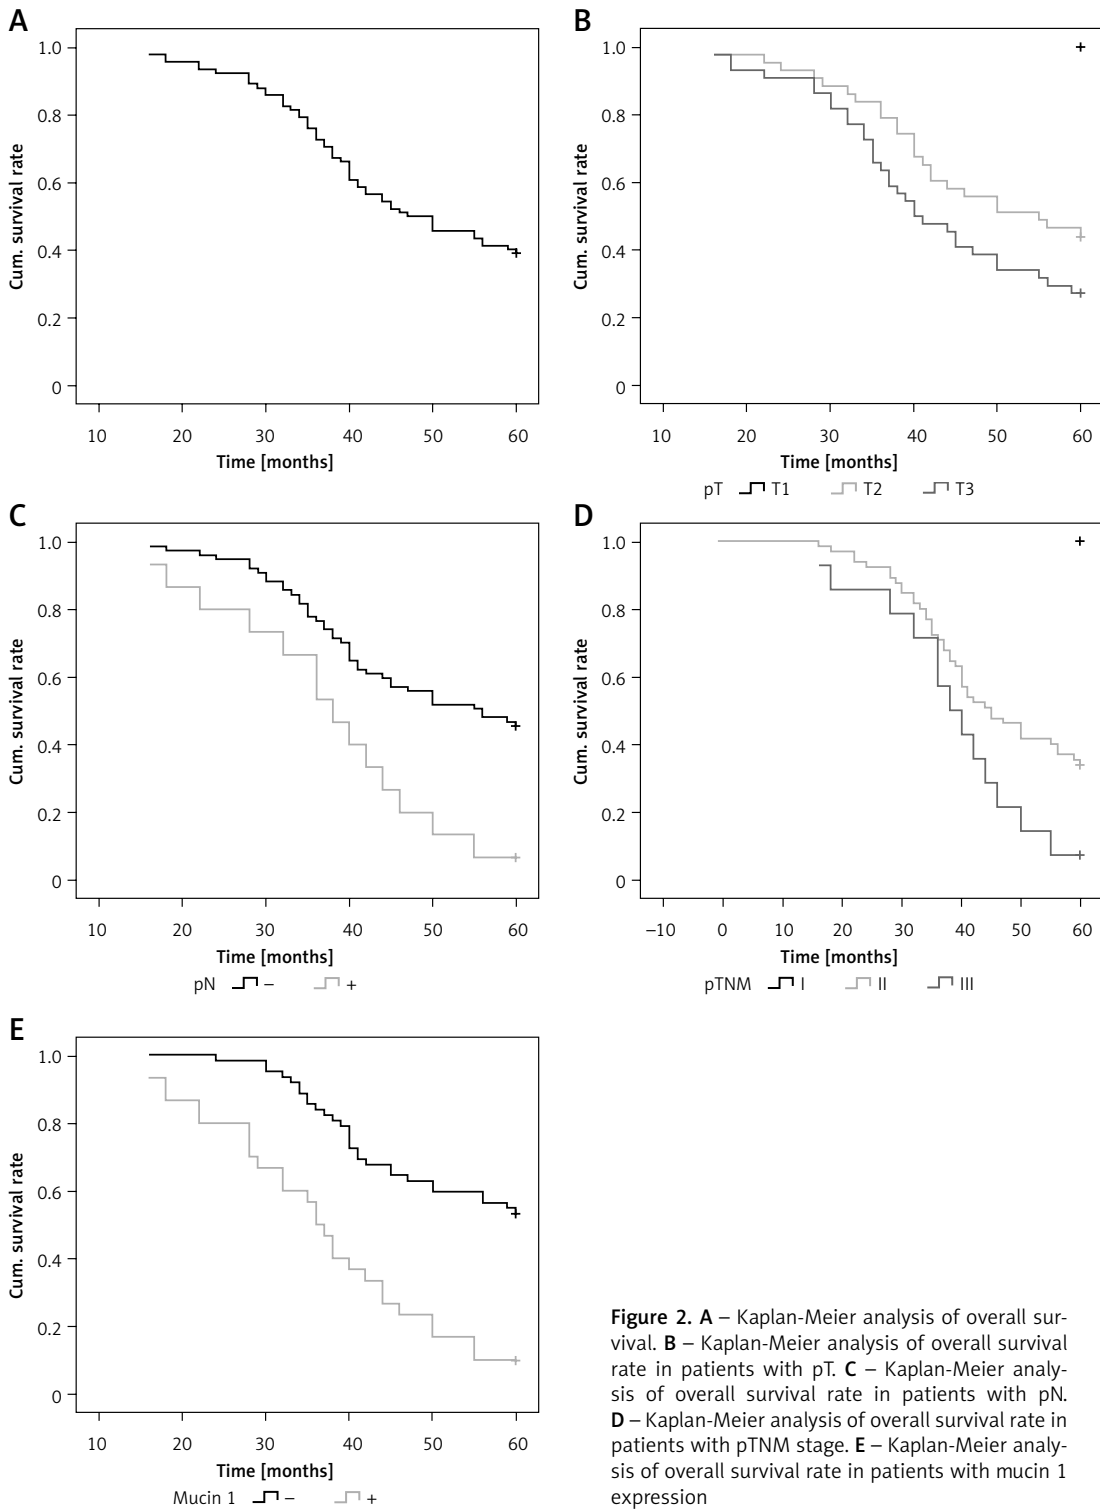 A
Cum. survival rate
1.0
0.8
0.6
0.4
0.2
0
10 20 30 40 50 60
Time [months]
B
Cum. survival rate
1.0
0.8
0.6
0.4
0.2
0
10 20 30 40 50 60
Time [months]
pT T1 T2 T3
C
Cum. survival rate
1.0
0.8
0.6
0.4
0.2
0
10 20 30 40 50 60
Time [months]
pN – +
D
Cum. survival rate
1.0
0.8
0.6
0.4
0.2
0
–10 0 10 20 30 40 50 60
Time [months]
pTNM I II III
E
Cum. survival rate
1.0
0.8
0.6
0.4
0.2
0
10 20 30 40 50 60
Time [months]
Mucin 1 – +
Figure 2. A – Kaplan-Meier analysis of overall sur-
vival. B – Kaplan-Meier analysis of overall survival
rate in patients with pT. C – Kaplan-Meier analy-
sis of overall survival rate in patients with pN.
D – Kaplan-Meier analysis of overall survival rate in
patients with pTNM stage. E – Kaplan-Meier analy-
sis of overall survival rate in patients with mucin 1
expression